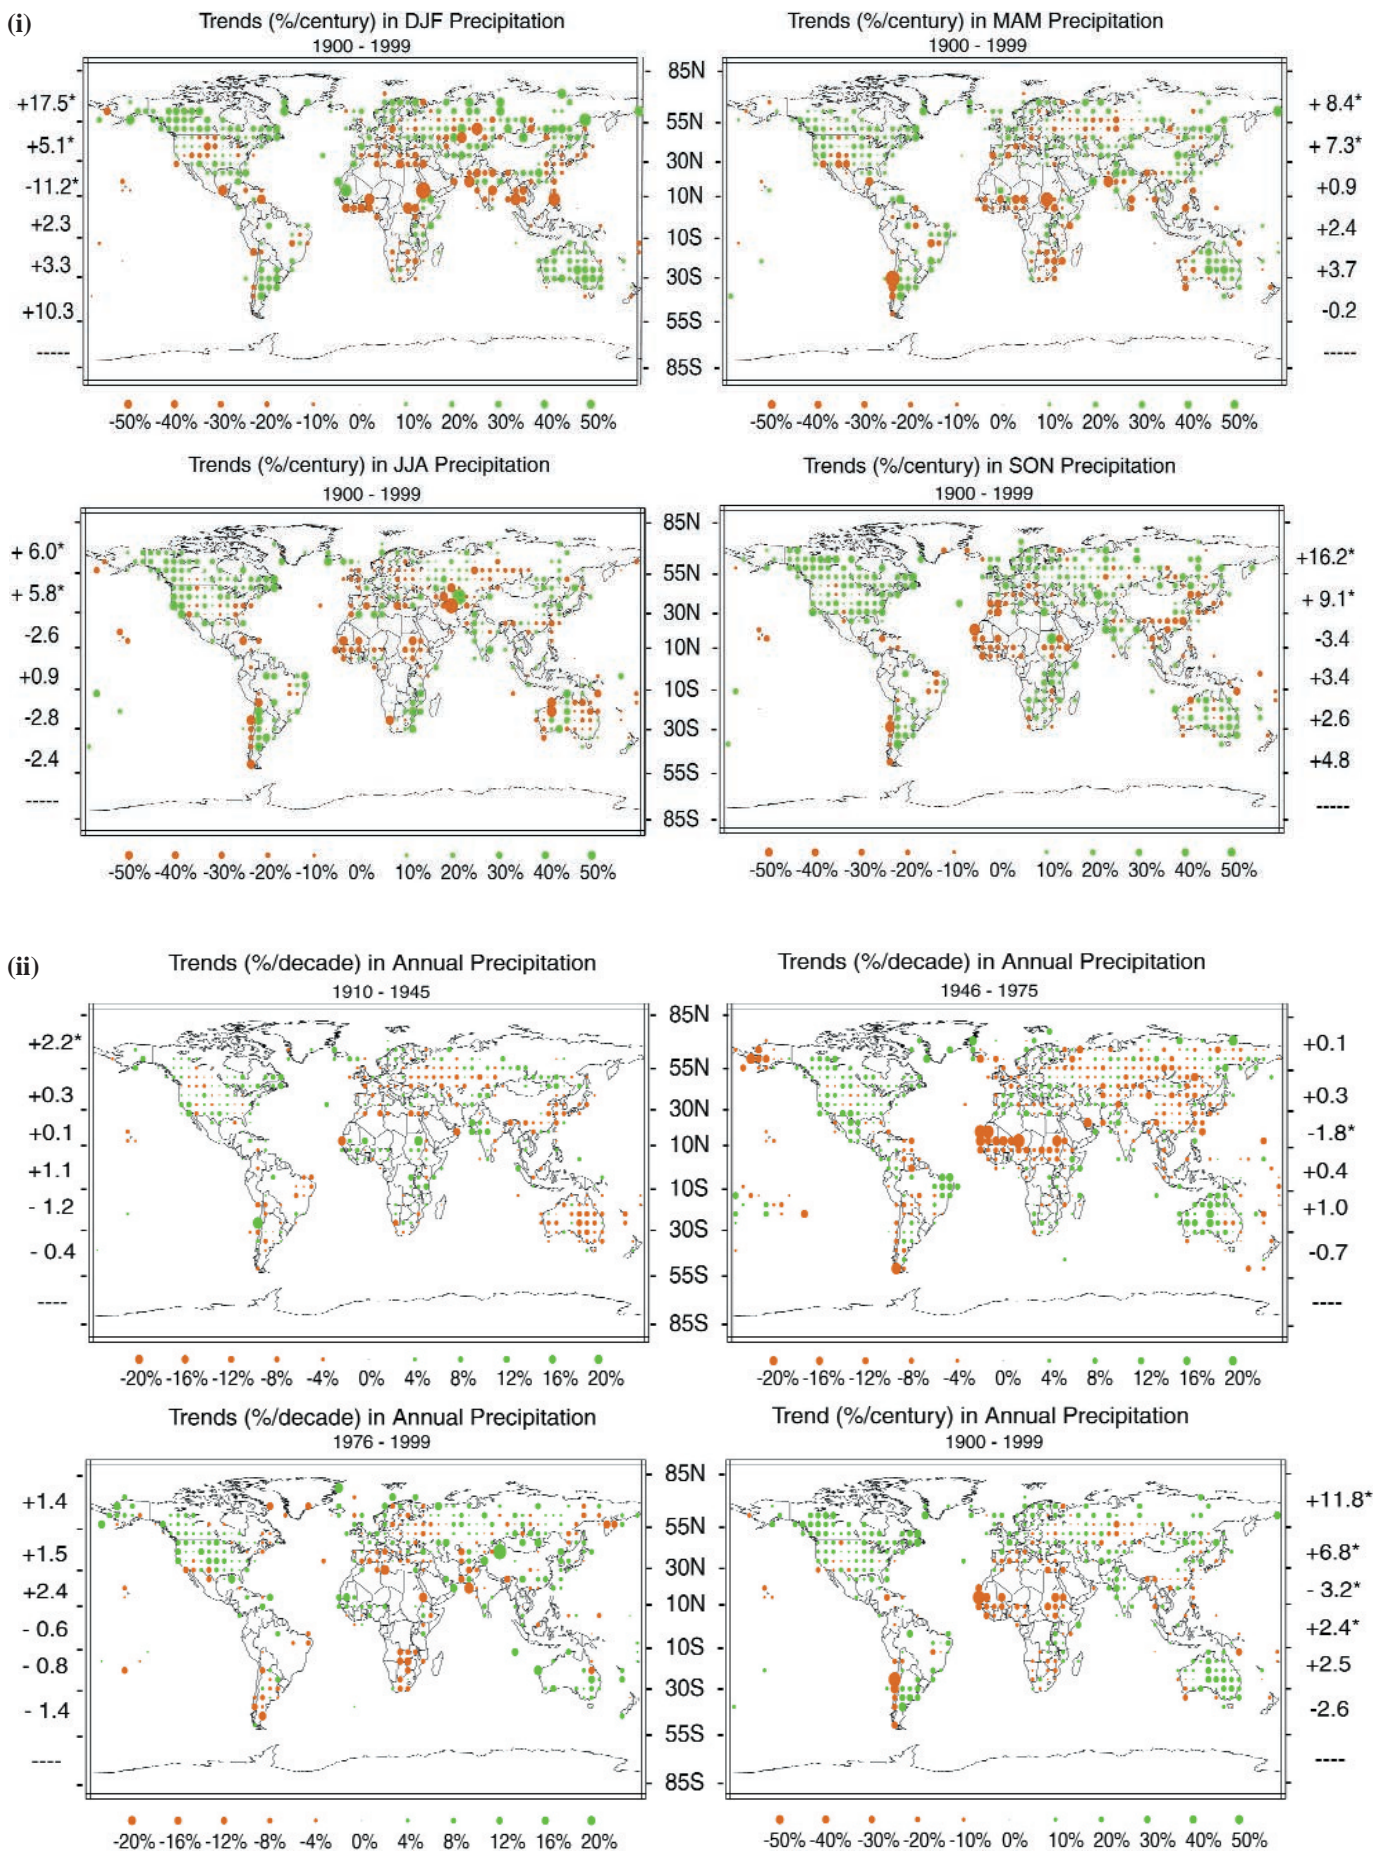 (i)
Trends (%/century) in DJF Precipitation
1900 - 1999
+17.5*
+5.1*
-11.2*
+2.3
+3.3
+10.3
-----
85N
55N
30N
10N
10S
30S
55S
85S
-50% -40% -30% -20% -10% 0% 10% 20% 30% 40% 50%
Trends (%/century) in MAM Precipitation
1900 - 1999
+ 8.4*
+ 7.3*
+0.9
+2.4
+3.7
-0.2
-----
-50% -40% -30% -20% -10% 0% 10% 20% 30% 40% 50%
Trends (%/century) in JJA Precipitation
1900 - 1999
+ 6.0*
+ 5.8*
-2.6
+0.9
-2.8
-2.4
-----
85N
55N
30N
10N
10S
30S
55S
85S
-50% -40% -30% -20% -10% 0% 10% 20% 30% 40% 50%
Trends (%/century) in SON Precipitation
1900 - 1999
+16.2*
+ 9.1*
-3.4
+3.4
+2.6
+4.8
-----
-50% -40% -30% -20% -10% 0% 10% 20% 30% 40% 50%
(ii)
Trends (%/decade) in Annual Precipitation
1910 - 1945
+2.2*
+0.3
+0.1
+1.1
- 1.2
- 0.4
----
85N
55N
30N
10N
10S
30S
55S
85S
-20% -16% -12% -8% -4% 0% 4% 8% 12% 16% 20%
Trends (%/decade) in Annual Precipitation
1946 - 1975
+0.1
+0.3
-1.8*
+0.4
+1.0
-0.7
----
-20% -16% -12% -8% -4% 0% 4% 8% 12% 16% 20%
Trends (%/decade) in Annual Precipitation
1976 - 1999
+1.4
+1.5
+2.4
- 0.6
- 0.8
- 1.4
----
85N
55N
30N
10N
10S
30S
55S
85S
-20% -16% -12% -8% -4% 0% 4% 8% 12% 16% 20%
Trend (%/century) in Annual Precipitation
1900 - 1999
+11.8*
+6.8*
- 3.2*
+2.4*
+2.5
-2.6
----
-50% -40% -30% -20% -10% 0% 10% 20% 30% 40% 50%